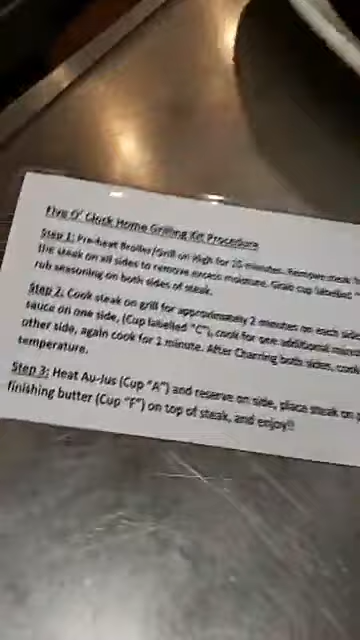 Five O' Clock Home Grilling Kit Procedure
Step 1: Pre-heat Broiler/Grill on High for 20 minutes. Remove steak
the steak on all sides to remove excess moisture. Grab cup labelled
rub seasoning on both sides of steak.
Step 2: Cook steak on grill for approximately 2 minutes on each side
sauce on one side, (Cup labelled "C"), cook for one additional
other side, again cook for 1 minute. After Charring both sides, cook
temperature.
Step 3: Heat Au-Jus (Cup "A") and reserve on side, place steak on
finishing butter (Cup "F") on top of steak, and enjoy!!